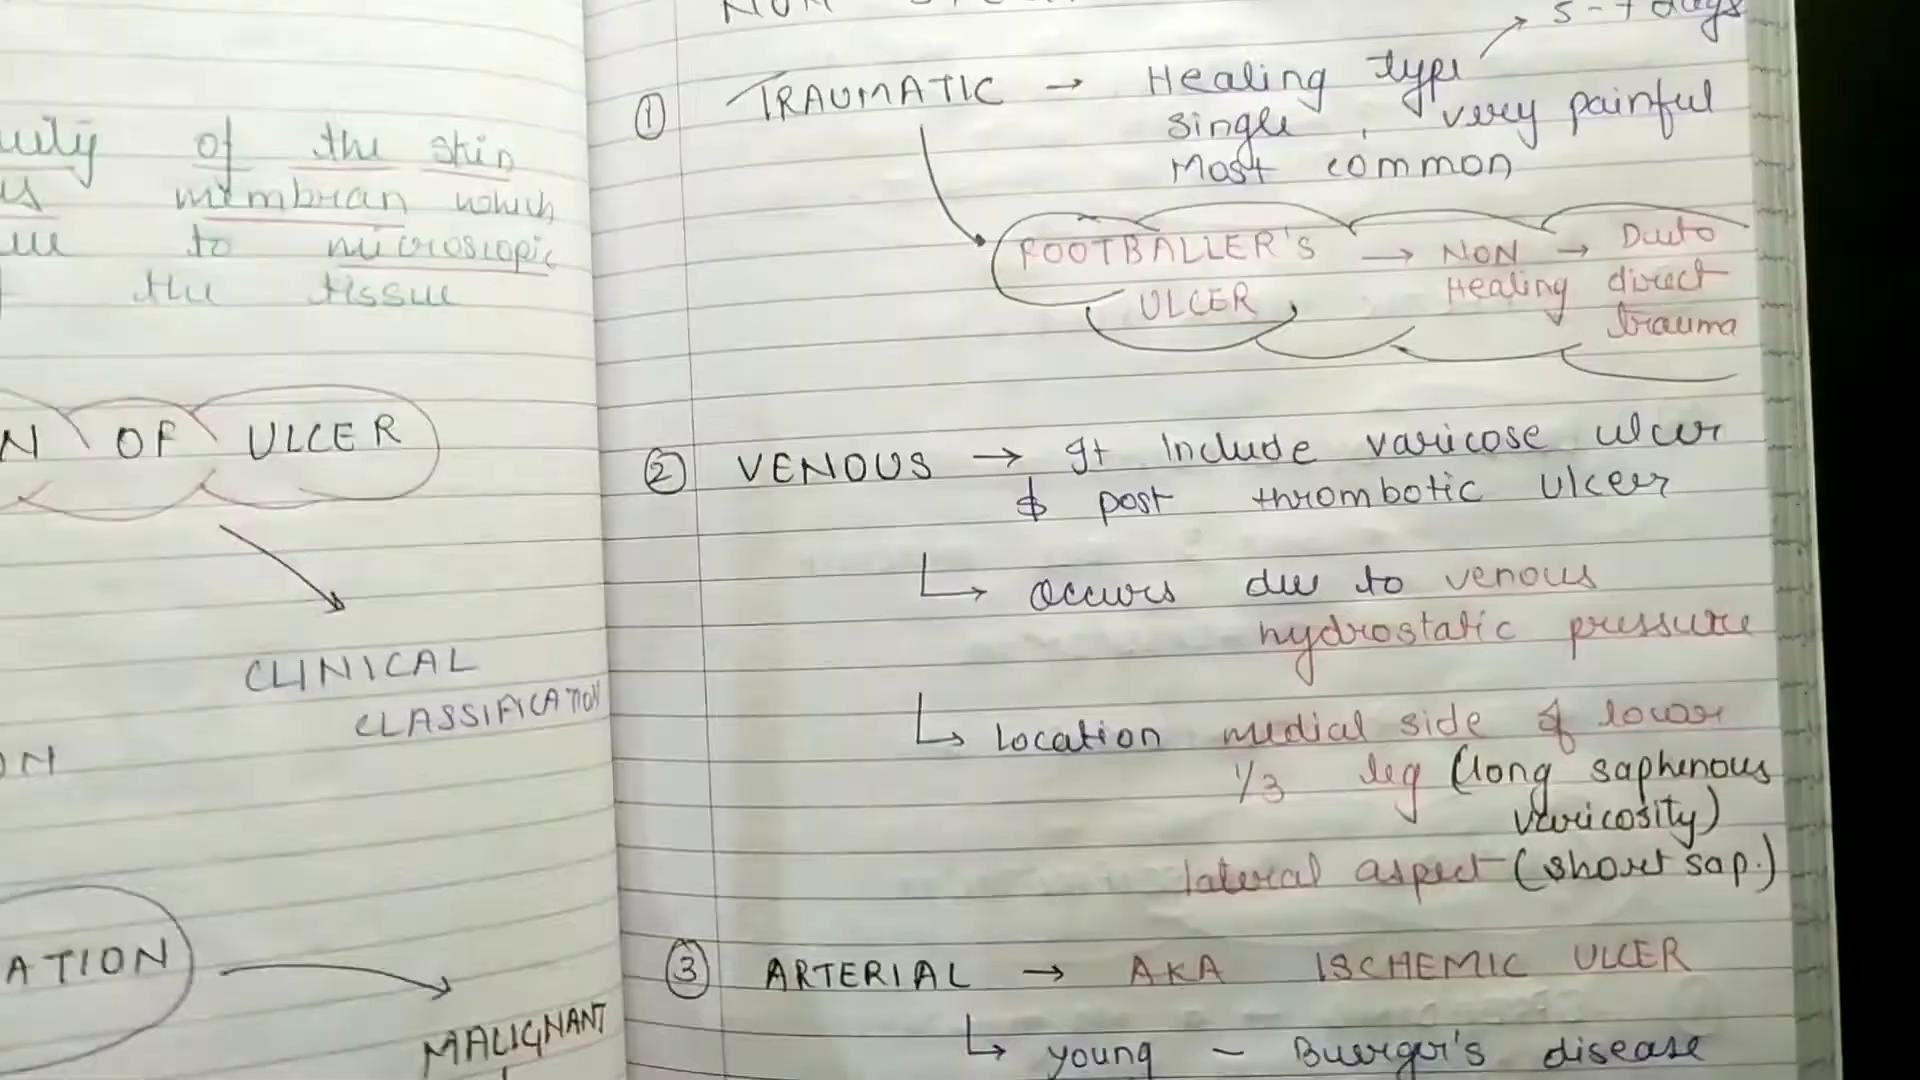 of the skin
membran which
to microscopic
the tissue
OF ULCER
CLINICAL
CLASSIFICATION
ATION
MALIGNANT
NON
5-7 days
① TRAUMATIC → Healing type
single, very painful
Most common
FOOTBALLER'S → NON → Due to
ULCER Healing direct
trauma
② VENOUS → It Include varicose ulcer
& post thrombotic ulceer
occurs due to venous
hydrostatic pressure
location medial side of lower
1/3 leg (long saphenous
varicosity)
lateral aspect (short sap.)
③ ARTERIAL → AKA ISCHEMIC ULCER
young - Buerger's disease